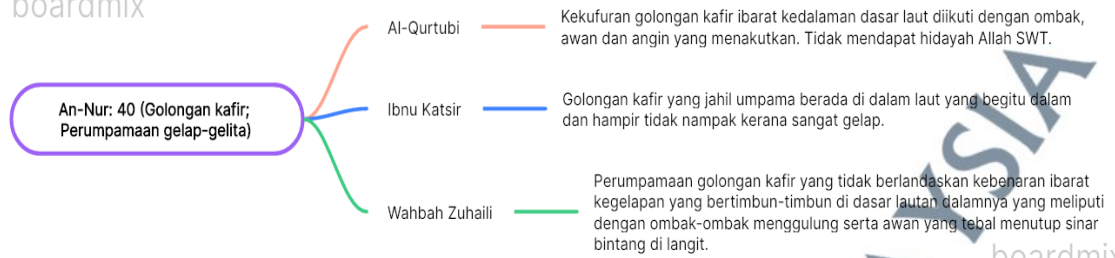 boardmix
Al-Qurtubi
Kekufuran golongan kafir ibarat kedalaman dasar laut diikuti dengan ombak,
awan dan angin yang menakutkan. Tidak mendapat hidayah Allah SWT.
An-Nur: 40 (Golongan kafir;
Perumpamaan gelap-gelita)
Ibnu Katsir
Golongan kafir yang jahil umpama berada di dalam laut yang begitu dalam
dan hampir tidak nampak kerana sangat gelap.
Wahbah Zuhaili
Perumpamaan golongan kafir yang tidak berlandaskan kebenaran ibarat
kegelapan yang bertimbun-timbun di dasar lautan dalamnya yang meliputi
dengan ombak-ombak menggulung serta awan yang tebal menutup sinar
bintang di langit.
boardmix